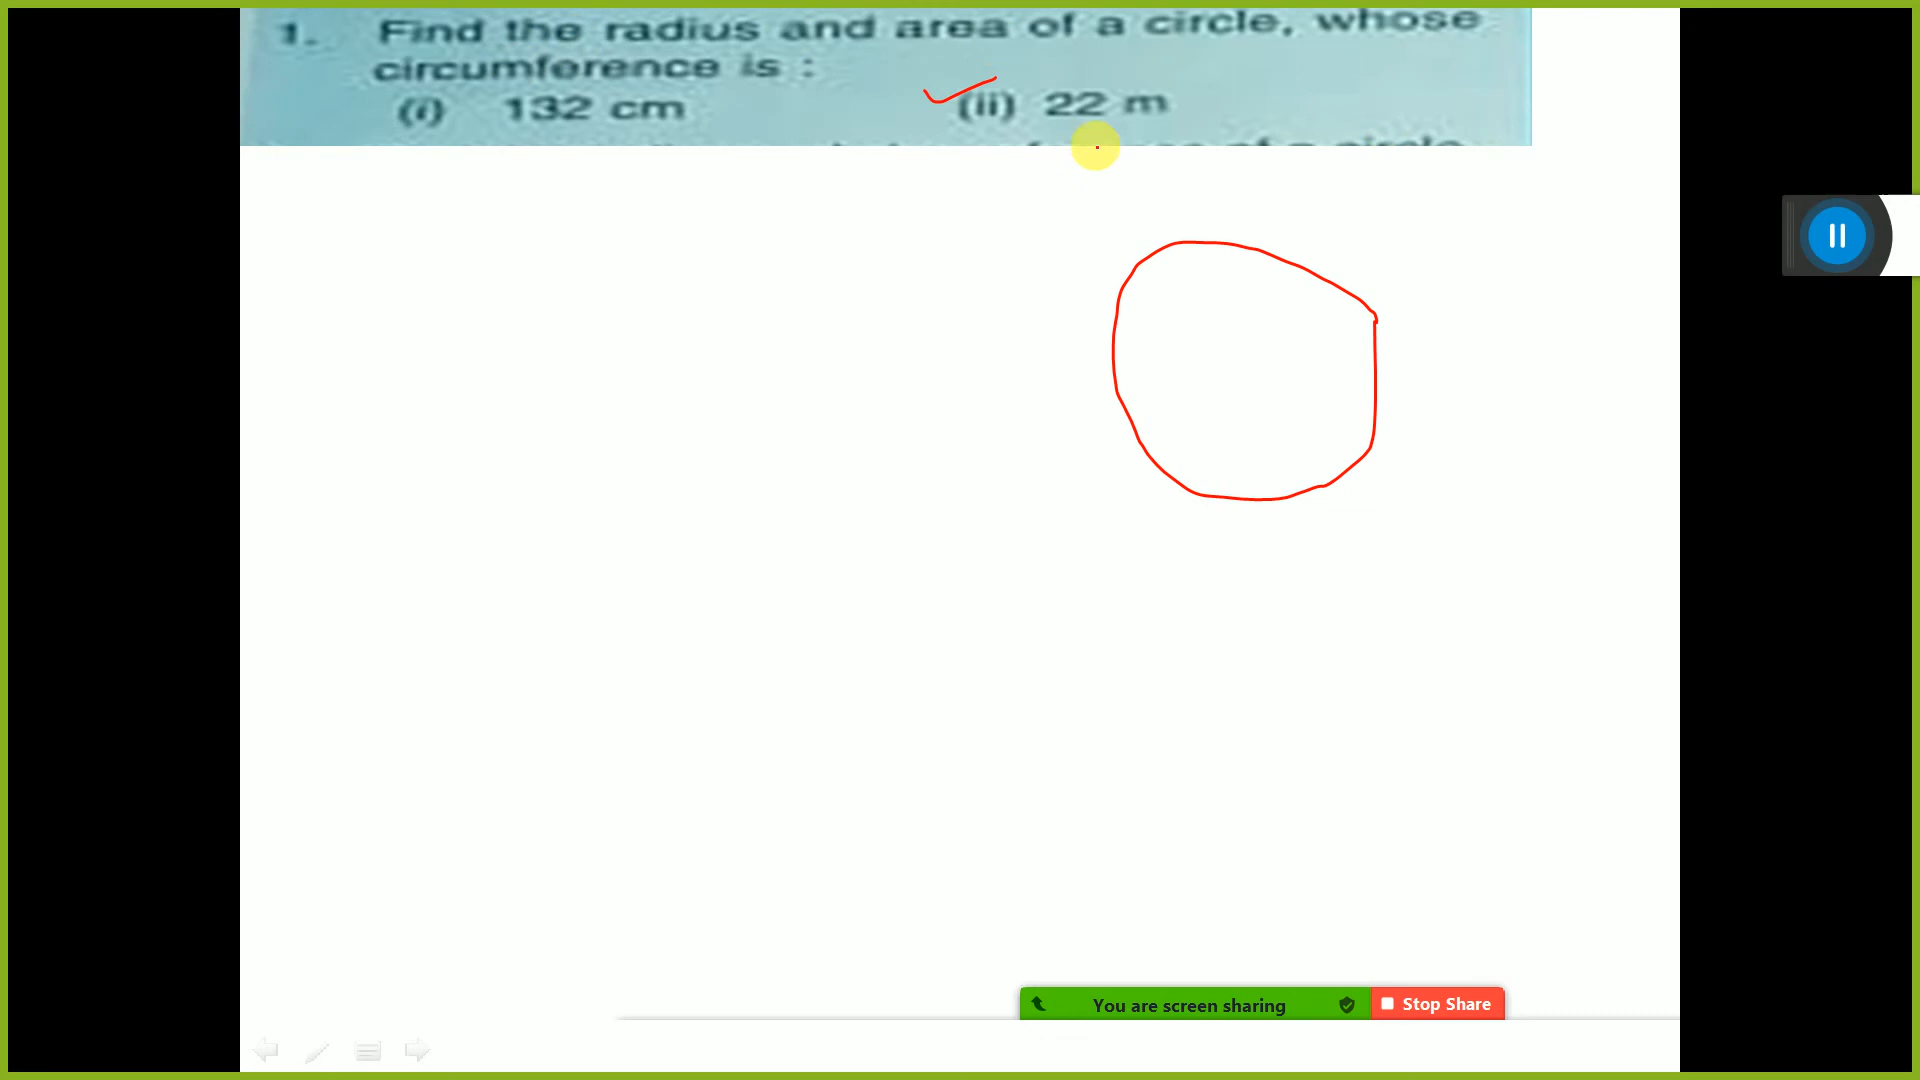 1. Find the radius and area of a circle, whose
circumference is :
(i) 132 cm (ii) 22 m
You are screen sharing
Stop Share